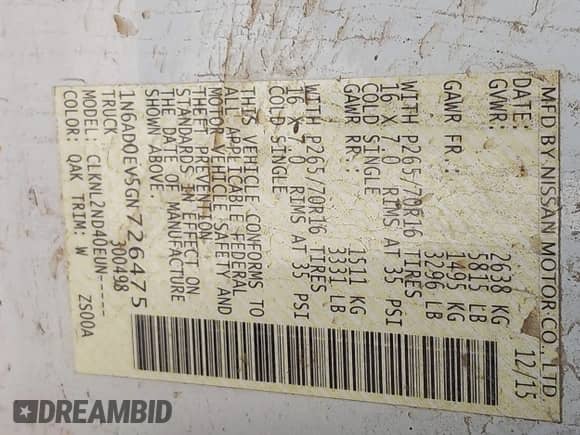 MFD BY NISSAN MOTOR CO., LTD
DATE: 12/15
GVWR: 2638 KG
5815 LB
GAWR FR.: 1495 KG
3296 LB
WITH P265/70R16 TIRES
16 X 7.0 RIMS AT 35 PSI
COLD SINGLE
GAWR RR.: 1511 KG
3331 LB
WITH P265/70R16 TIRES
16 X 7.0 RIMS AT 35 PSI
COLD SINGLE
THIS VEHICLE CONFORMS TO
ALL APPLICABLE FEDERAL
MOTOR VEHICLE SAFETY AND
THEFT PREVENTION
STANDARDS IN EFFECT ON
THE DATE OF MANUFACTURE
SHOWN ABOVE.
1N6AD0EV5GN726475
TRUCK 300498
MODEL: CLKNL2ND40EUN----
COLOR: QAK TRIM: W ZS00A
DREAMBID